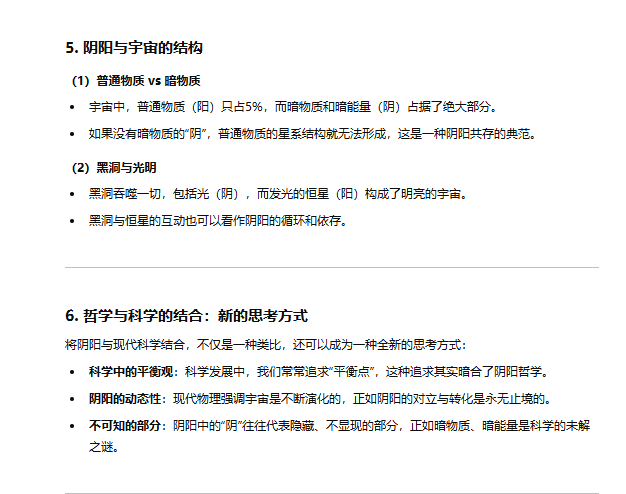 5. 阴阳与宇宙的结构
（1）普通物质 vs 暗物质
• 宇宙中，普通物质（阳）只占5%，而暗物质和暗能量（阴）占据了绝大部分。
• 如果没有暗物质的“阴”，普通物质的星系结构就无法形成，这是一种阴阳共存的典范。
（2）黑洞与光明
• 黑洞吞噬一切，包括光（阴），而发光的恒星（阳）构成了明亮的宇宙。
• 黑洞与恒星的互动也可以看作阴阳的循环和依存。
6. 哲学与科学的结合：新的思考方式
将阴阳与现代科学结合，不仅是一种类比，还可以成为一种全新的思考方式：
• 科学中的平衡观：科学发展中，我们常常追求“平衡点”，这种追求其实暗合了阴阳哲学。
• 阴阳的动态性：现代物理强调宇宙是不断演化的，正如阴阳的对立与转化是永无止境的。
• 不可知的部分：阴阳中的“阴”往往代表隐藏、不显现的部分，正如暗物质、暗能量是科学的未解
之谜。